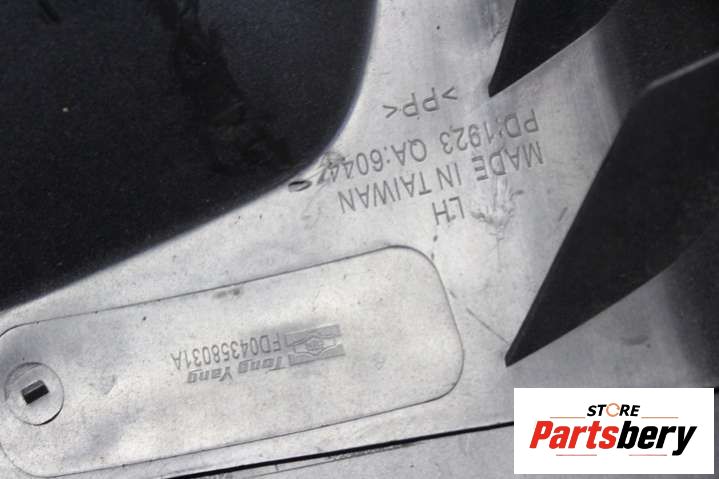 LH
MADE IN TAIWAN
PD:1923 QA:60447
>PP<
Tong Yang
FD04358031A
STORE
Partsbery